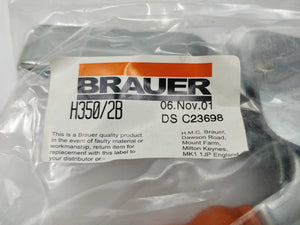 BRAUER
H350/2B
06.Nov.01
DS C23698
This is a Brauer quality product
in the event of faulty material or
workmanship, return item for
replacement with this label to
your distributor or
H.M.C. Brauer,
Dawson Road,
Mount Farm,
Milton Keynes,
MK1 1JP England